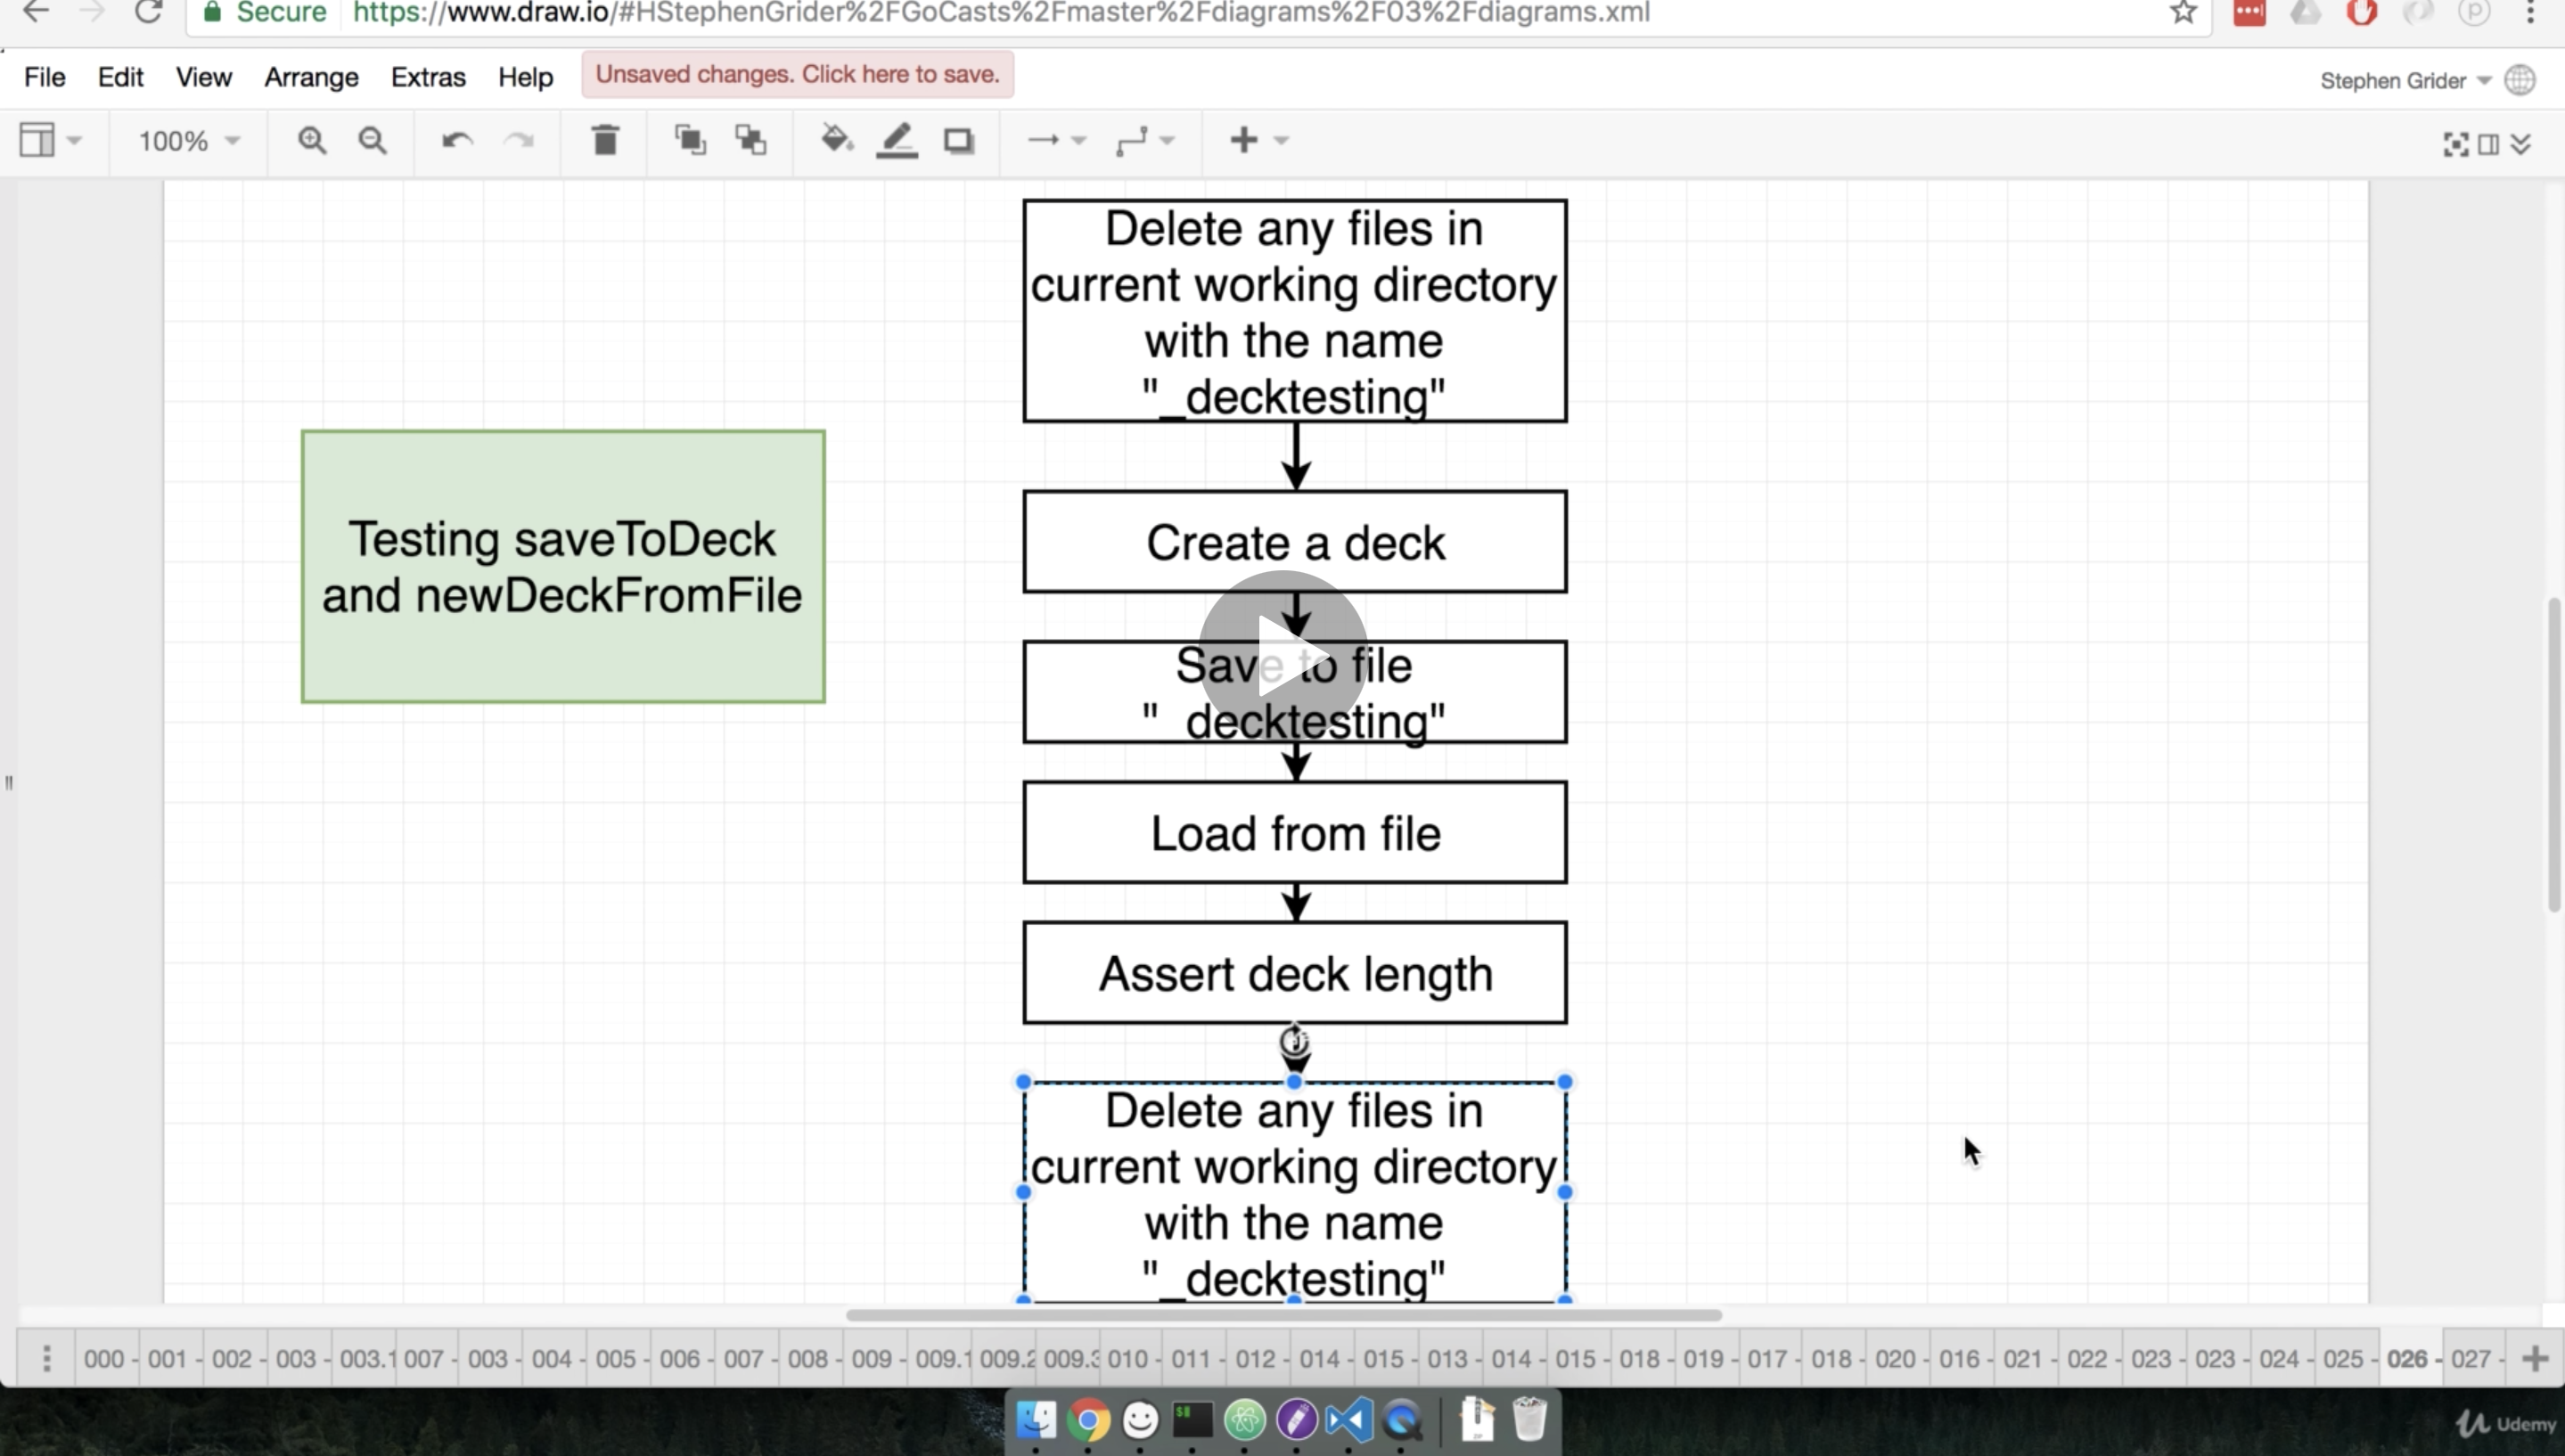 Secure https://www.draw.io/#HStephenGrider%2FGoCasts%2Fmaster%2Fdiagrams%2F03%2Fdiagrams.xml
File Edit View Arrange Extras Help Unsaved changes. Click here to save. Stephen Grider
100%
Delete any files in
current working directory
with the name
"_decktesting"
Testing saveToDeck
and newDeckFromFile
Create a deck
Save to file
"_decktesting"
Load from file
Assert deck length
Delete any files in
current working directory
with the name
"_decktesting"
000 - 001 - 002 - 003 - 003.1 007 - 003 - 004 - 005 - 006 - 007 - 008 - 009 - 009.1 009.2 009.3 010 - 011 - 012 - 014 - 015 - 013 - 014 - 015 - 018 - 019 - 017 - 018 - 020 - 016 - 021 - 022 - 023 - 023 - 024 - 025 - 026 - 027 -
Udemy